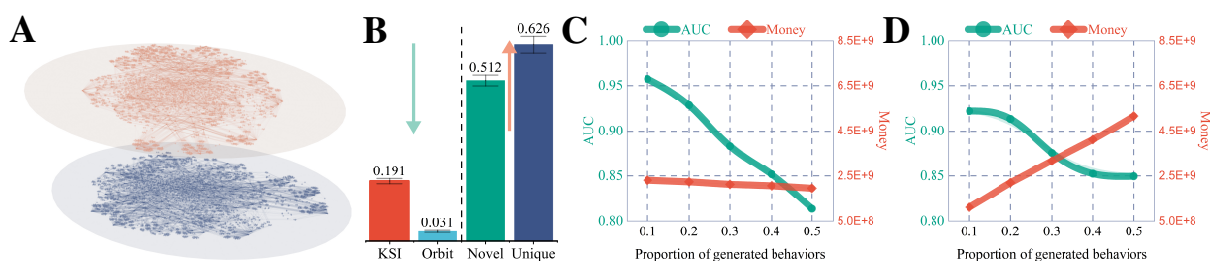 A
B
0.191
0.031
0.512
0.626
KSI Orbit Novel Unique
C
AUC Money
1.00
0.95
0.90
0.85
0.80
AUC
8.5E+9
6.5E+9
4.5E+9
2.5E+9
5.0E+8
Money
0.1 0.2 0.3 0.4 0.5
Proportion of generated behaviors
D
AUC Money
1.00
0.95
0.90
0.85
0.80
AUC
8.5E+9
6.5E+9
4.5E+9
2.5E+9
5.0E+8
Money
0.1 0.2 0.3 0.4 0.5
Proportion of generated behaviors